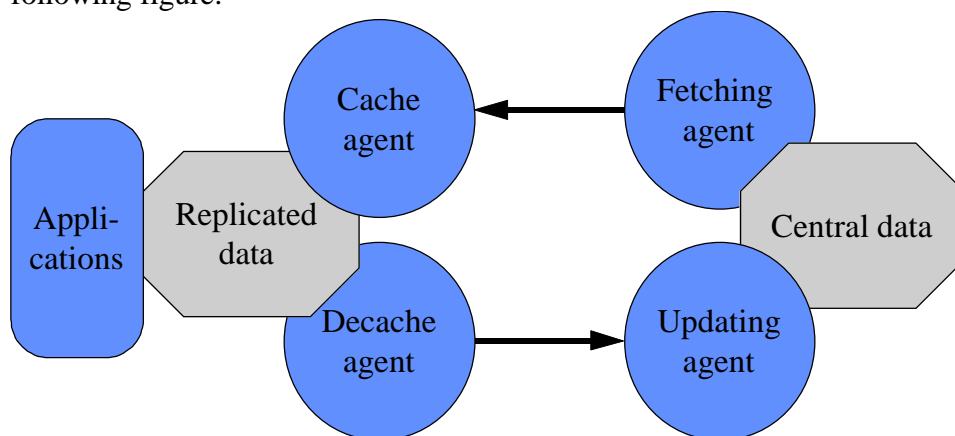 following figure.
Cache
agent
Fetching
agent
Appli-
cations
Replicated
data
Central data
Decache
agent
Updating
agent